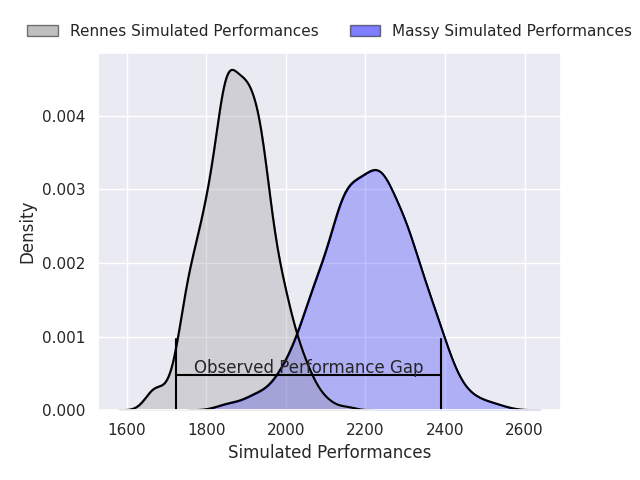 Rennes Simulated Performances Massy Simulated Performances
0.004
0.003
0.002
0.001
0.000
Density
Observed Performance Gap
1600 1800 2000 2200 2400 2600
Simulated Performances